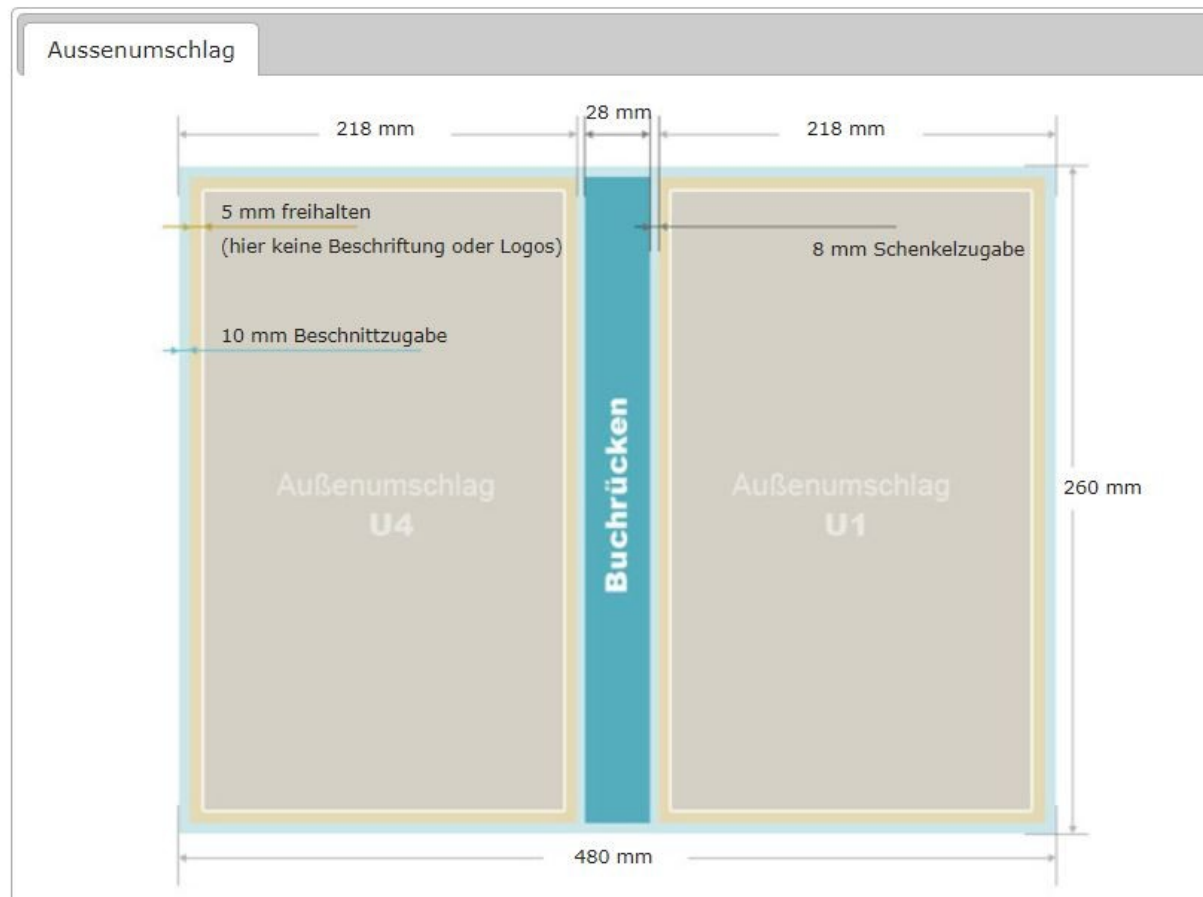 Aussenumschlag
28 mm
218 mm
218 mm
5 mm freihalten
(hier keine Beschriftung oder Logos)
8 mm Schenkelzugabe
10 mm Beschnittzugabe
Buchrücken
Außenumschlag
U4
Außenumschlag
U1
260 mm
480 mm